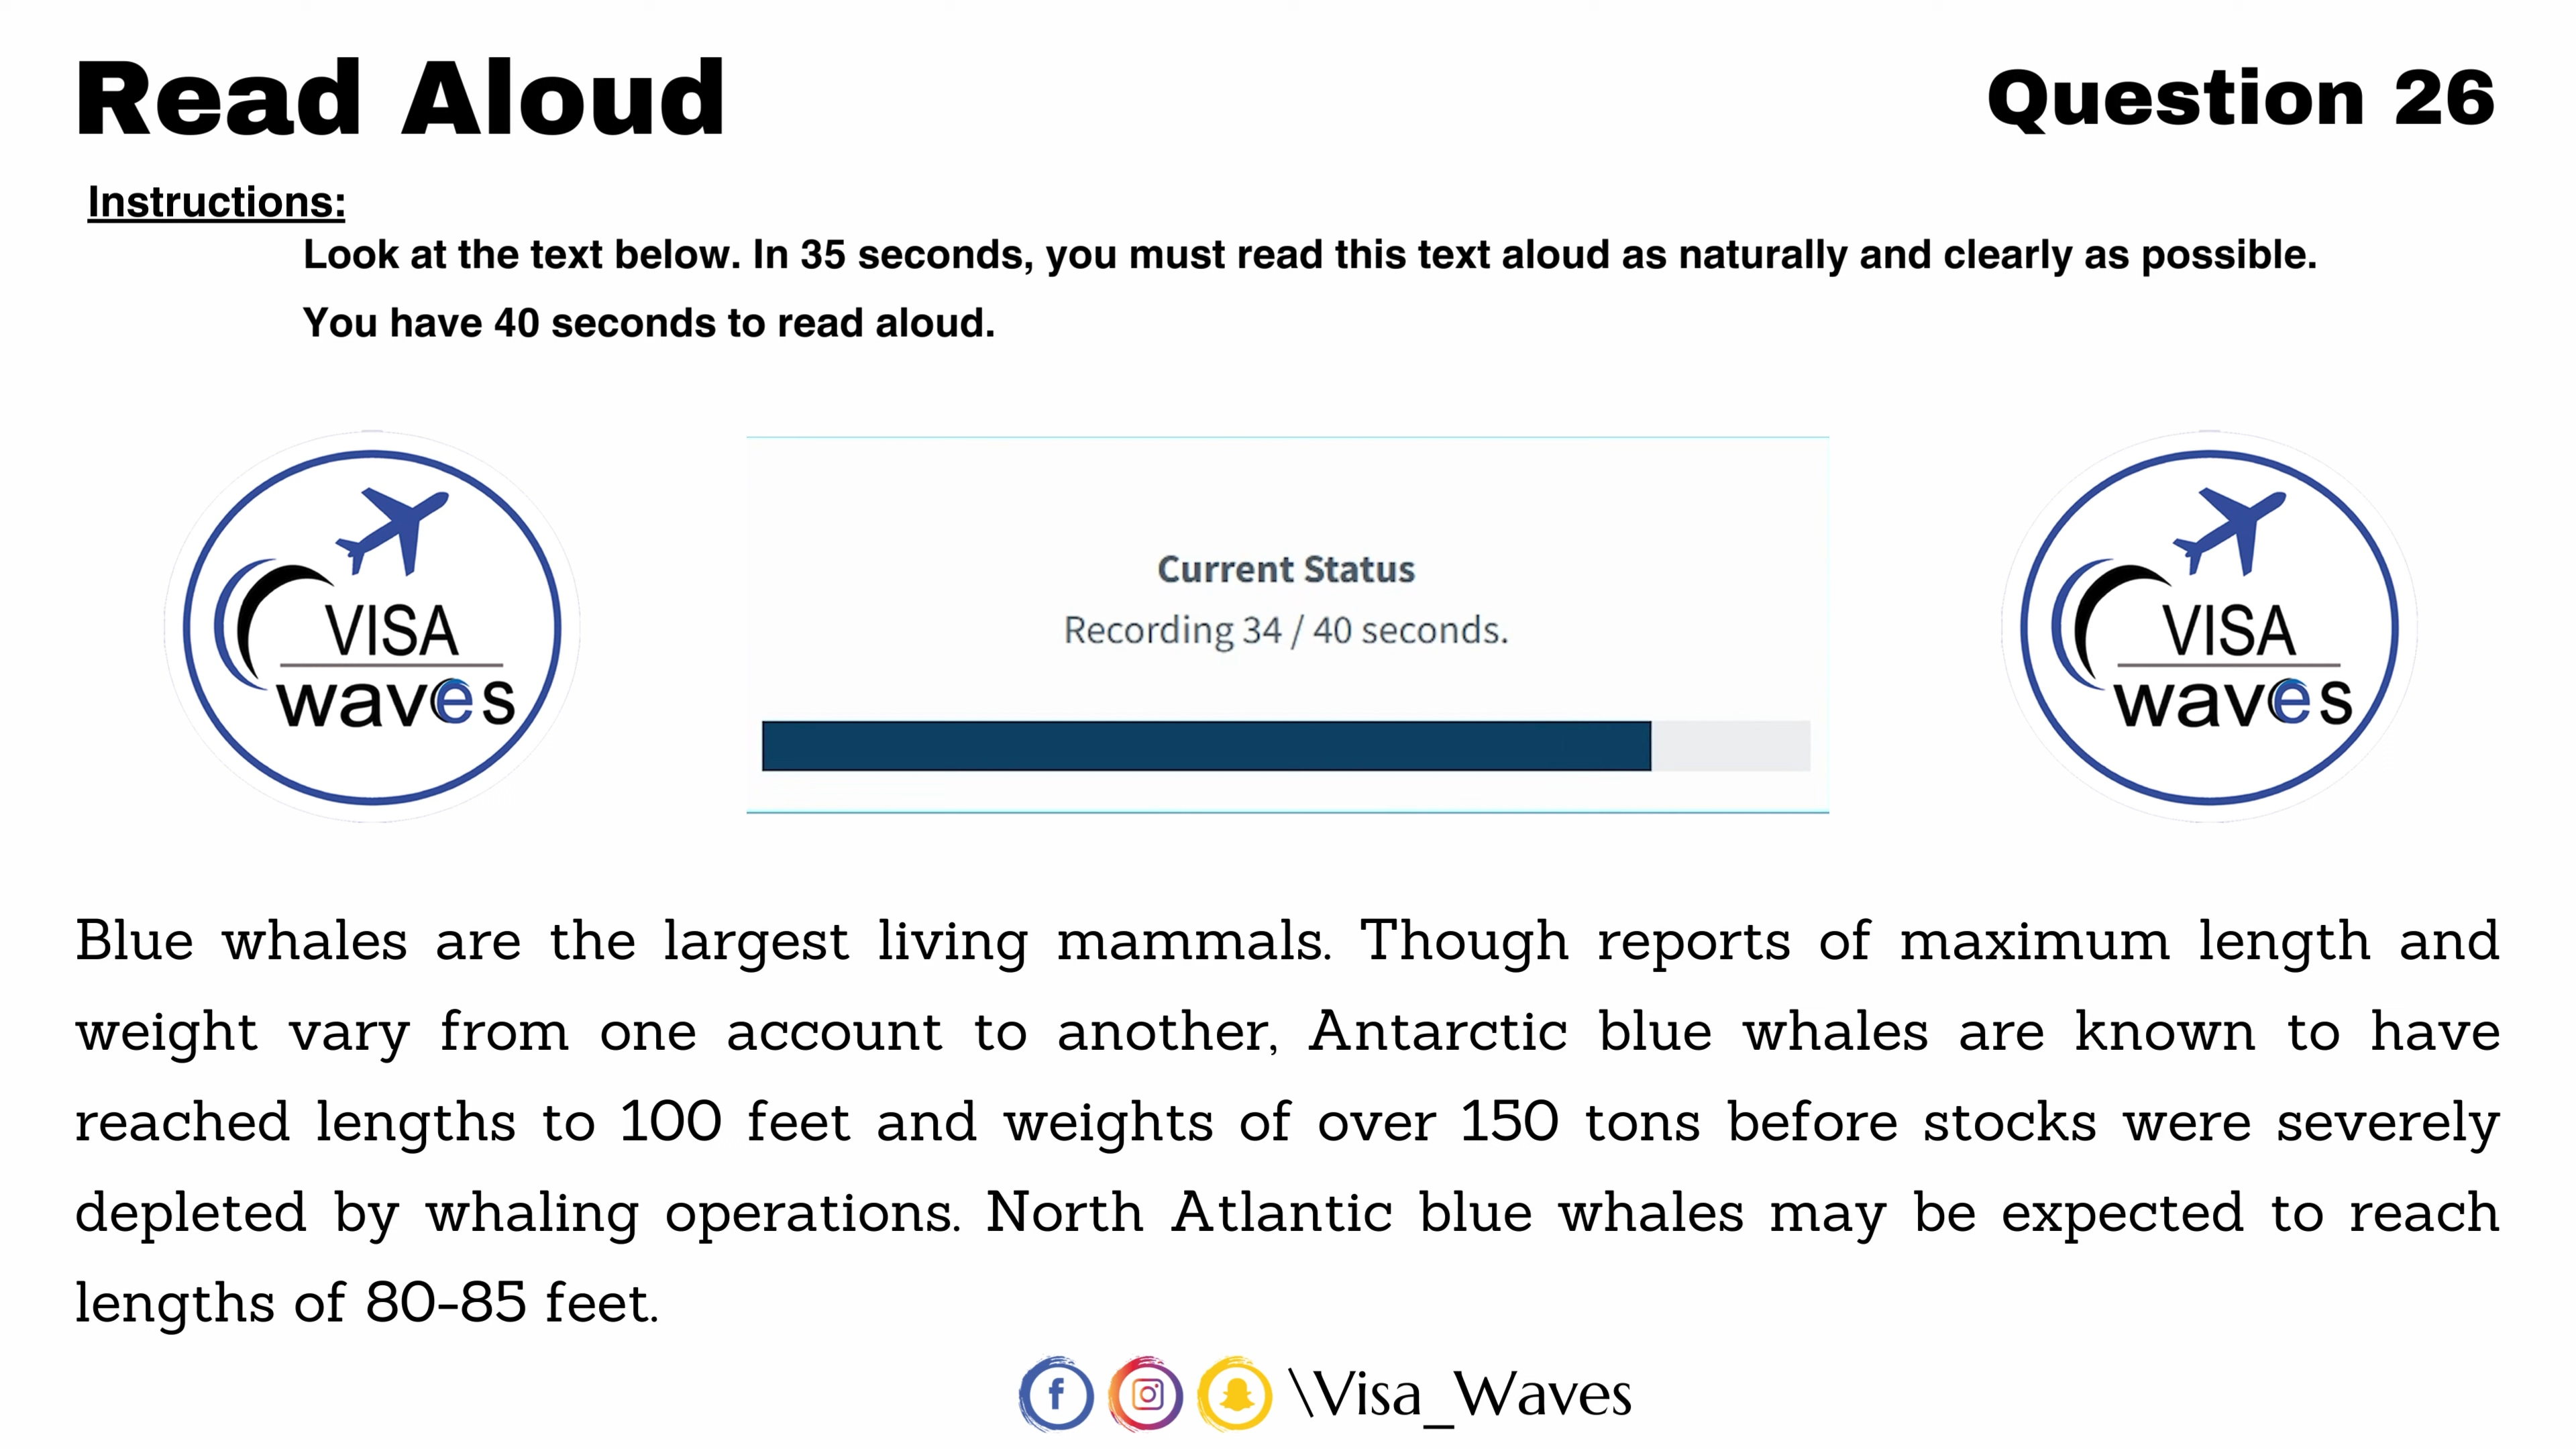 Read Aloud
Question 26
Instructions:
Look at the text below. In 35 seconds, you must read this text aloud as naturally and clearly as possible.
You have 40 seconds to read aloud.
VISA
waves
Current Status
Recording 34 / 40 seconds.
VISA
waves
Blue whales are the largest living mammals. Though reports of maximum length and
weight vary from one account to another, Antarctic blue whales are known to have
reached lengths to 100 feet and weights of over 150 tons before stocks were severely
depleted by whaling operations. North Atlantic blue whales may be expected to reach
lengths of 80-85 feet.
\Visa_Waves